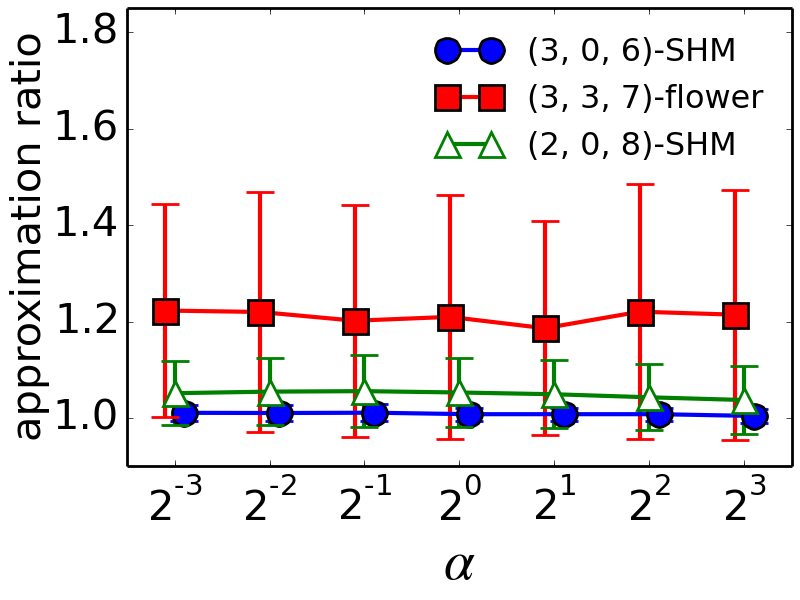 (3, 0, 6)-SHM
(3, 3, 7)-flower
(2, 0, 8)-SHM
approximation ratio
1.8
1.6
1.4
1.2
1.0
2^-3 2^-2 2^-1 2^0 2^1 2^2 2^3
α